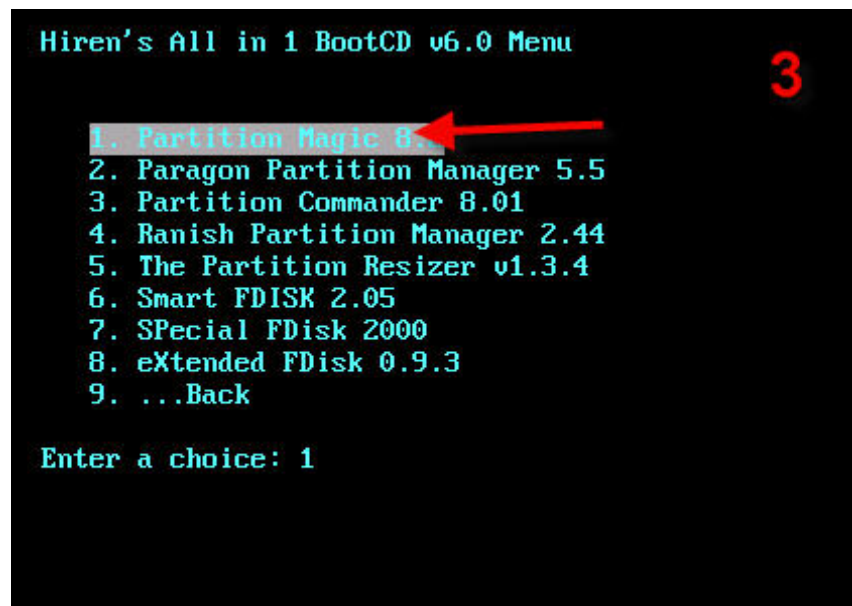 Hiren's All in 1 BootCD v6.0 Menu
3
1. Partition Magic 8.
2. Paragon Partition Manager 5.5
3. Partition Commander 8.01
4. Ranish Partition Manager 2.44
5. The Partition Resizer v1.3.4
6. Smart FDISK 2.05
7. SPecial FDisk 2000
8. eXtended FDisk 0.9.3
9. ...Back
Enter a choice: 1